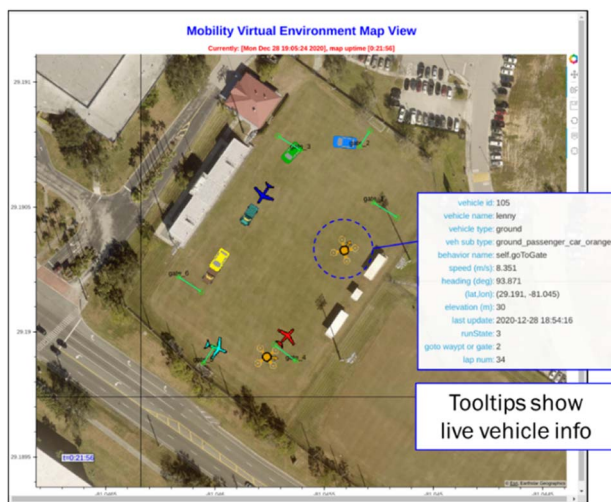 Mobility Virtual Environment Map View
Currently: [Mon Dec 28 19:05:24 2020], map uptime [0:21:56]
29.191
29.1905
29.19
29.1895
gate_3
gate_2
gate_6
gate_4
vehicle id: 105
vehicle name: lenny
vehicle type: ground
veh sub type: ground_passenger_car_orange
behavior name: self.goToGate
speed (m/s): 8.351
heading (deg): 93.871
(lat,lon): (29.191, -81.045)
elevation (m): 30
last update: 2020-12-28 18:54:16
runState: 3
goto waypt or gate: 2
lap num: 34
Tooltips show
live vehicle info
t=0:21:56
© Esri, Earthstar Geographics